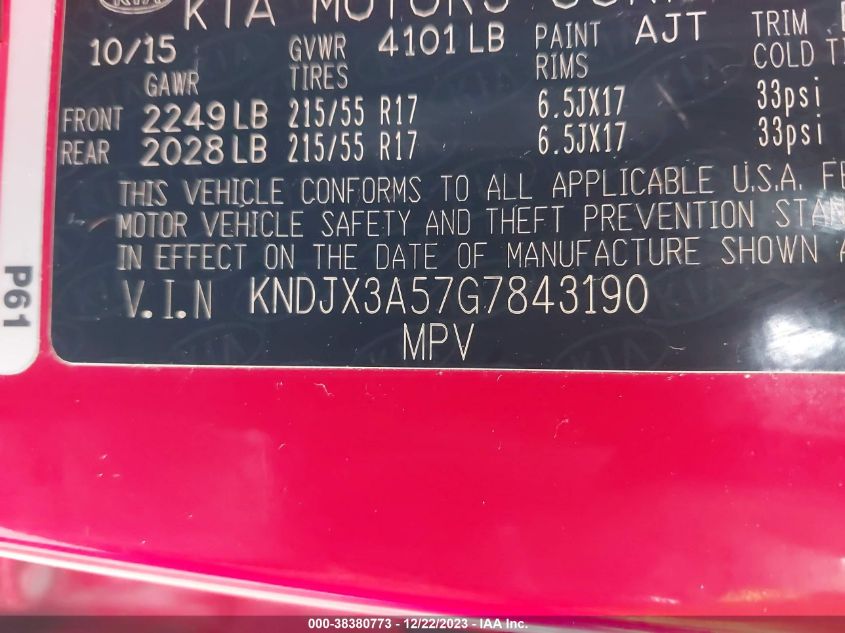 KIA
KIA MOTORS
10/15 GVWR 4101 LB PAINT AJT TRIM
GAWR TIRES RIMS COLD
FRONT 2249 LB 215/55 R17 6.5JX17 33psi
REAR 2028 LB 215/55 R17 6.5JX17 33psi
THIS VEHICLE CONFORMS TO ALL APPLICABLE U.S.A.
MOTOR VEHICLE SAFETY AND THEFT PREVENTION
IN EFFECT ON THE DATE OF MANUFACTURE SHOWN
V.I.N KNDJX3A57G7843190
MPV
P61
000-38380773 - 12/22/2023 - IAA Inc.